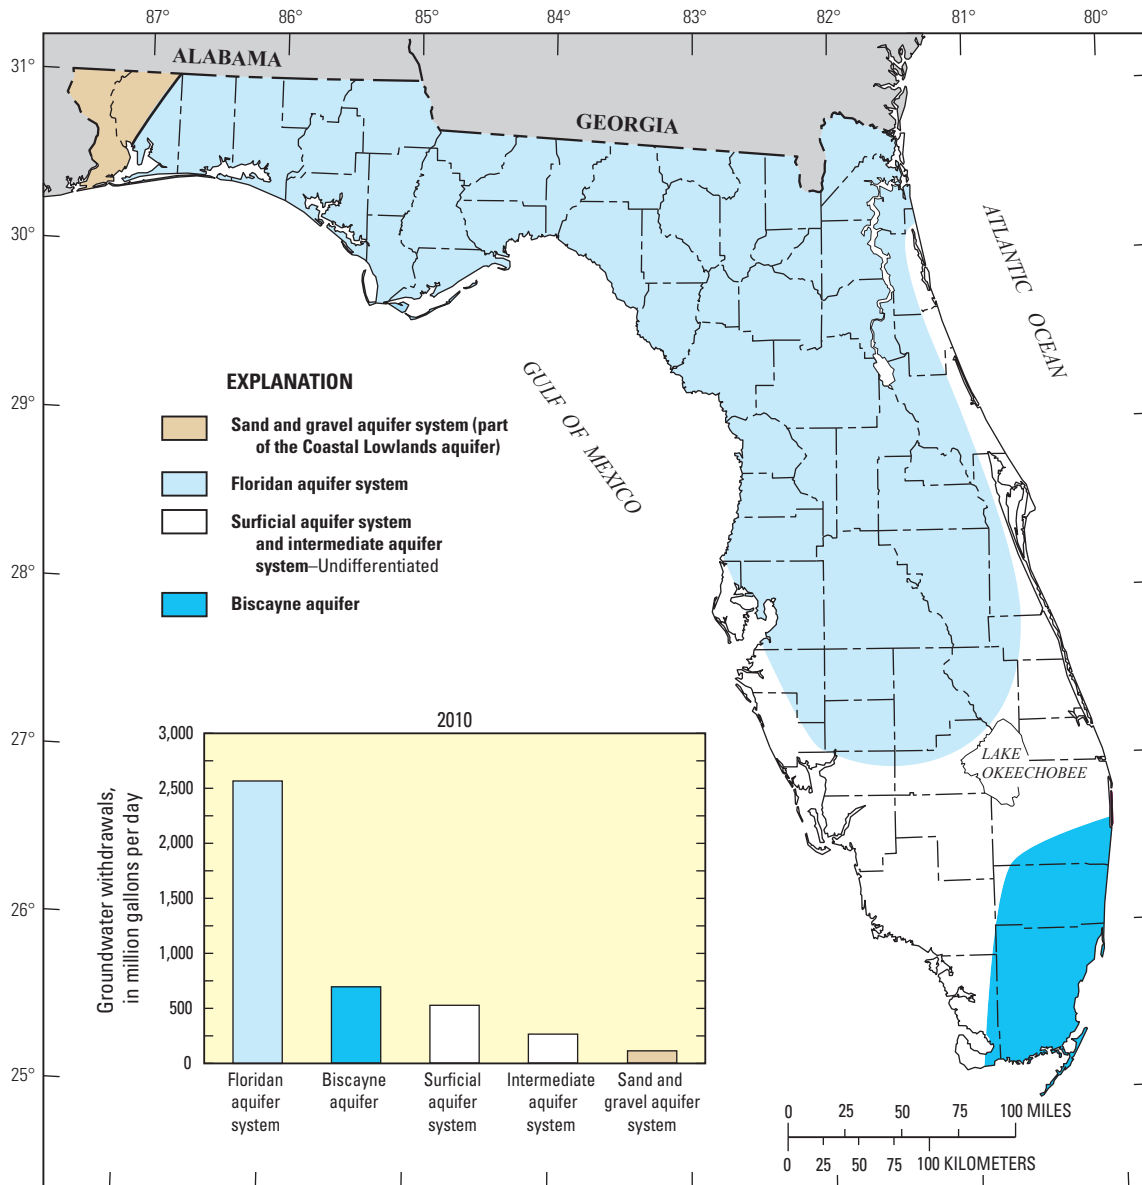 87° 86° 85° 84° 83° 82° 81° 80°
31°
30°
29°
28°
27°
26°
25°
ALABAMA
GEORGIA
ATLANTIC OCEAN
GULF OF MEXICO
LAKE
OKEECHOBEE
EXPLANATION
Sand and gravel aquifer system (part
of the Coastal Lowlands aquifer)
Floridan aquifer system
Surficial aquifer system
and intermediate aquifer
system–Undifferentiated
Biscayne aquifer
2010
Groundwater withdrawals,
in million gallons per day
3,000
2,500
2,000
1,500
1,000
500
0
Floridan
aquifer
system
Biscayne
aquifer
Surficial
aquifer
system
Intermediate
aquifer
system
Sand and
gravel aquifer
system
0 25 50 75 100 MILES
0 25 50 75 100 KILOMETERS